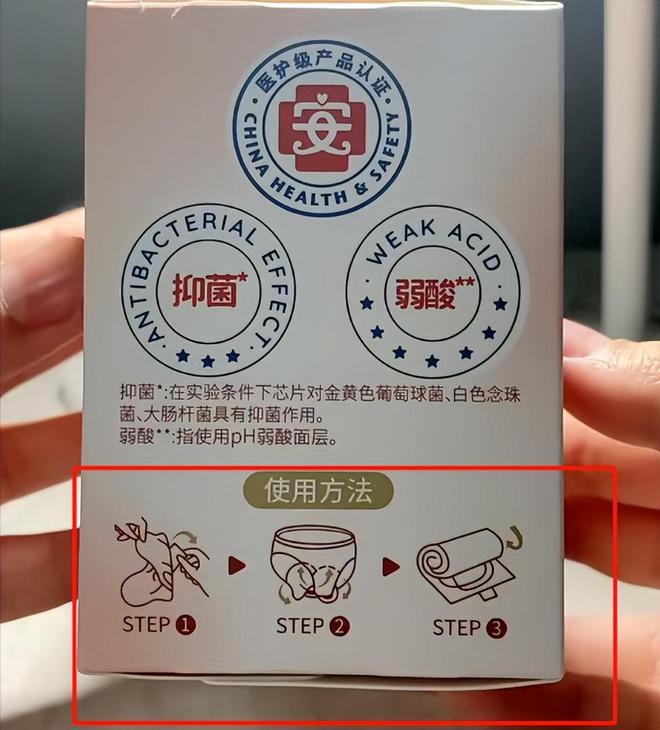 医护级产品认证
CHINA HEALTH & SAFETY
安
ANTIBACTERIAL EFFECT
抑菌*
WEAK ACID
弱酸**
抑菌*:在实验条件下芯片对金黄色葡萄球菌、白色念珠
菌、大肠杆菌具有抑菌作用。
弱酸**:指使用pH弱酸面层。
使用方法
STEP 1
STEP 2
STEP 3